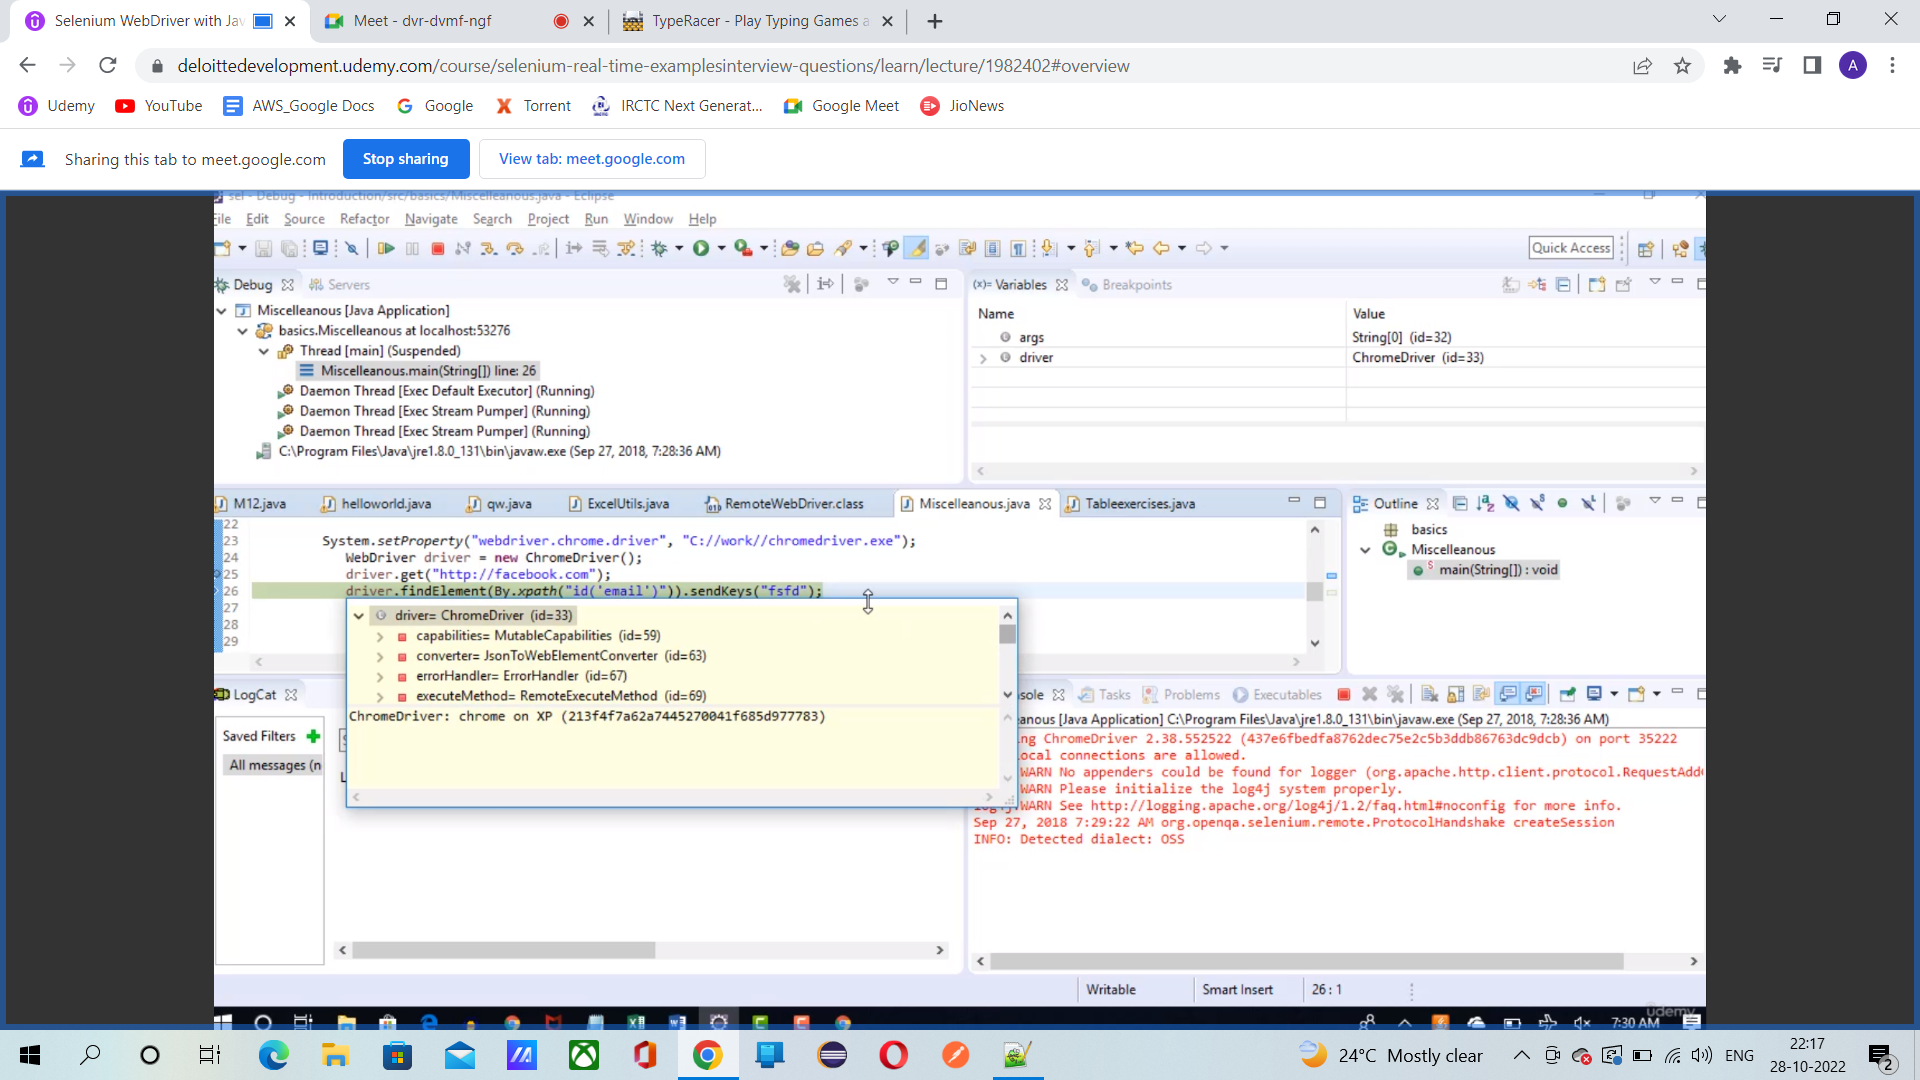 Selenium WebDriver with Jav
Meet - dvr-dvmf-ngf
TypeRacer - Play Typing Games a
deloittedevelopment.udemy.com/course/selenium-real-time-examplesinterview-questions/learn/lecture/1982402#overview
A
Udemy
YouTube
AWS_Google Docs
Google
Torrent
IRCTC Next Generat...
Google Meet
JioNews
Sharing this tab to meet.google.com
Stop sharing
View tab: meet.google.com
sel - Debug - Introduction/src/basics/Miscelleanous.java - Eclipse
File Edit Source Refactor Navigate Search Project Run Window Help
Quick Access
Debug
Servers
Miscelleanous [Java Application]
basics.Miscelleanous at localhost:53276
Thread [main] (Suspended)
Miscelleanous.main(String[]) line: 26
Daemon Thread [Exec Default Executor] (Running)
Daemon Thread [Exec Stream Pumper] (Running)
Daemon Thread [Exec Stream Pumper] (Running)
C:\Program Files\Java\jre1.8.0_131\bin\javaw.exe (Sep 27, 2018, 7:28:36 AM)
(x)= Variables
Breakpoints
Name Value
args String[0] (id=32)
driver ChromeDriver (id=33)
M12.java
helloworld.java
qw.java
ExcelUtils.java
RemoteWebDriver.class
Miscelleanous.java
Tableexercises.java
22
23 System.setProperty("webdriver.chrome.driver", "C://work//chromedriver.exe");
24 WebDriver driver = new ChromeDriver();
25 driver.get("http://facebook.com");
26 driver.findElement(By.xpath("id('email')")).sendKeys("fsfd");
27
28
29
driver= ChromeDriver (id=33)
capabilities= MutableCapabilities (id=59)
converter= JsonToWebElementConverter (id=63)
errorHandler= ErrorHandler (id=67)
executeMethod= RemoteExecuteMethod (id=69)
ChromeDriver: chrome on XP (213f4f7a62a7445270041f685d977783)
Outline
basics
Miscelleanous
main(String[]) : void
LogCat
Saved Filters
All messages (n
sole
Tasks
Problems
Executables
anous [Java Application] C:\Program Files\Java\jre1.8.0_131\bin\javaw.exe (Sep 27, 2018, 7:28:36 AM)
ng ChromeDriver 2.38.552522 (437e6fbedfa8762dec75e2c5b3ddb86763dc9dcb) on port 35222
ocal connections are allowed.
WARN No appenders could be found for logger (org.apache.http.client.protocol.RequestAdd
WARN Please initialize the log4j system properly.
WARN See http://logging.apache.org/log4j/1.2/faq.html#noconfig for more info.
Sep 27, 2018 7:29:22 AM org.openqa.selenium.remote.ProtocolHandshake createSession
INFO: Detected dialect: OSS
Writable
Smart Insert
26 : 1
udemy
7:30 AM
24°C Mostly clear
ENG
22:17
28-10-2022
2